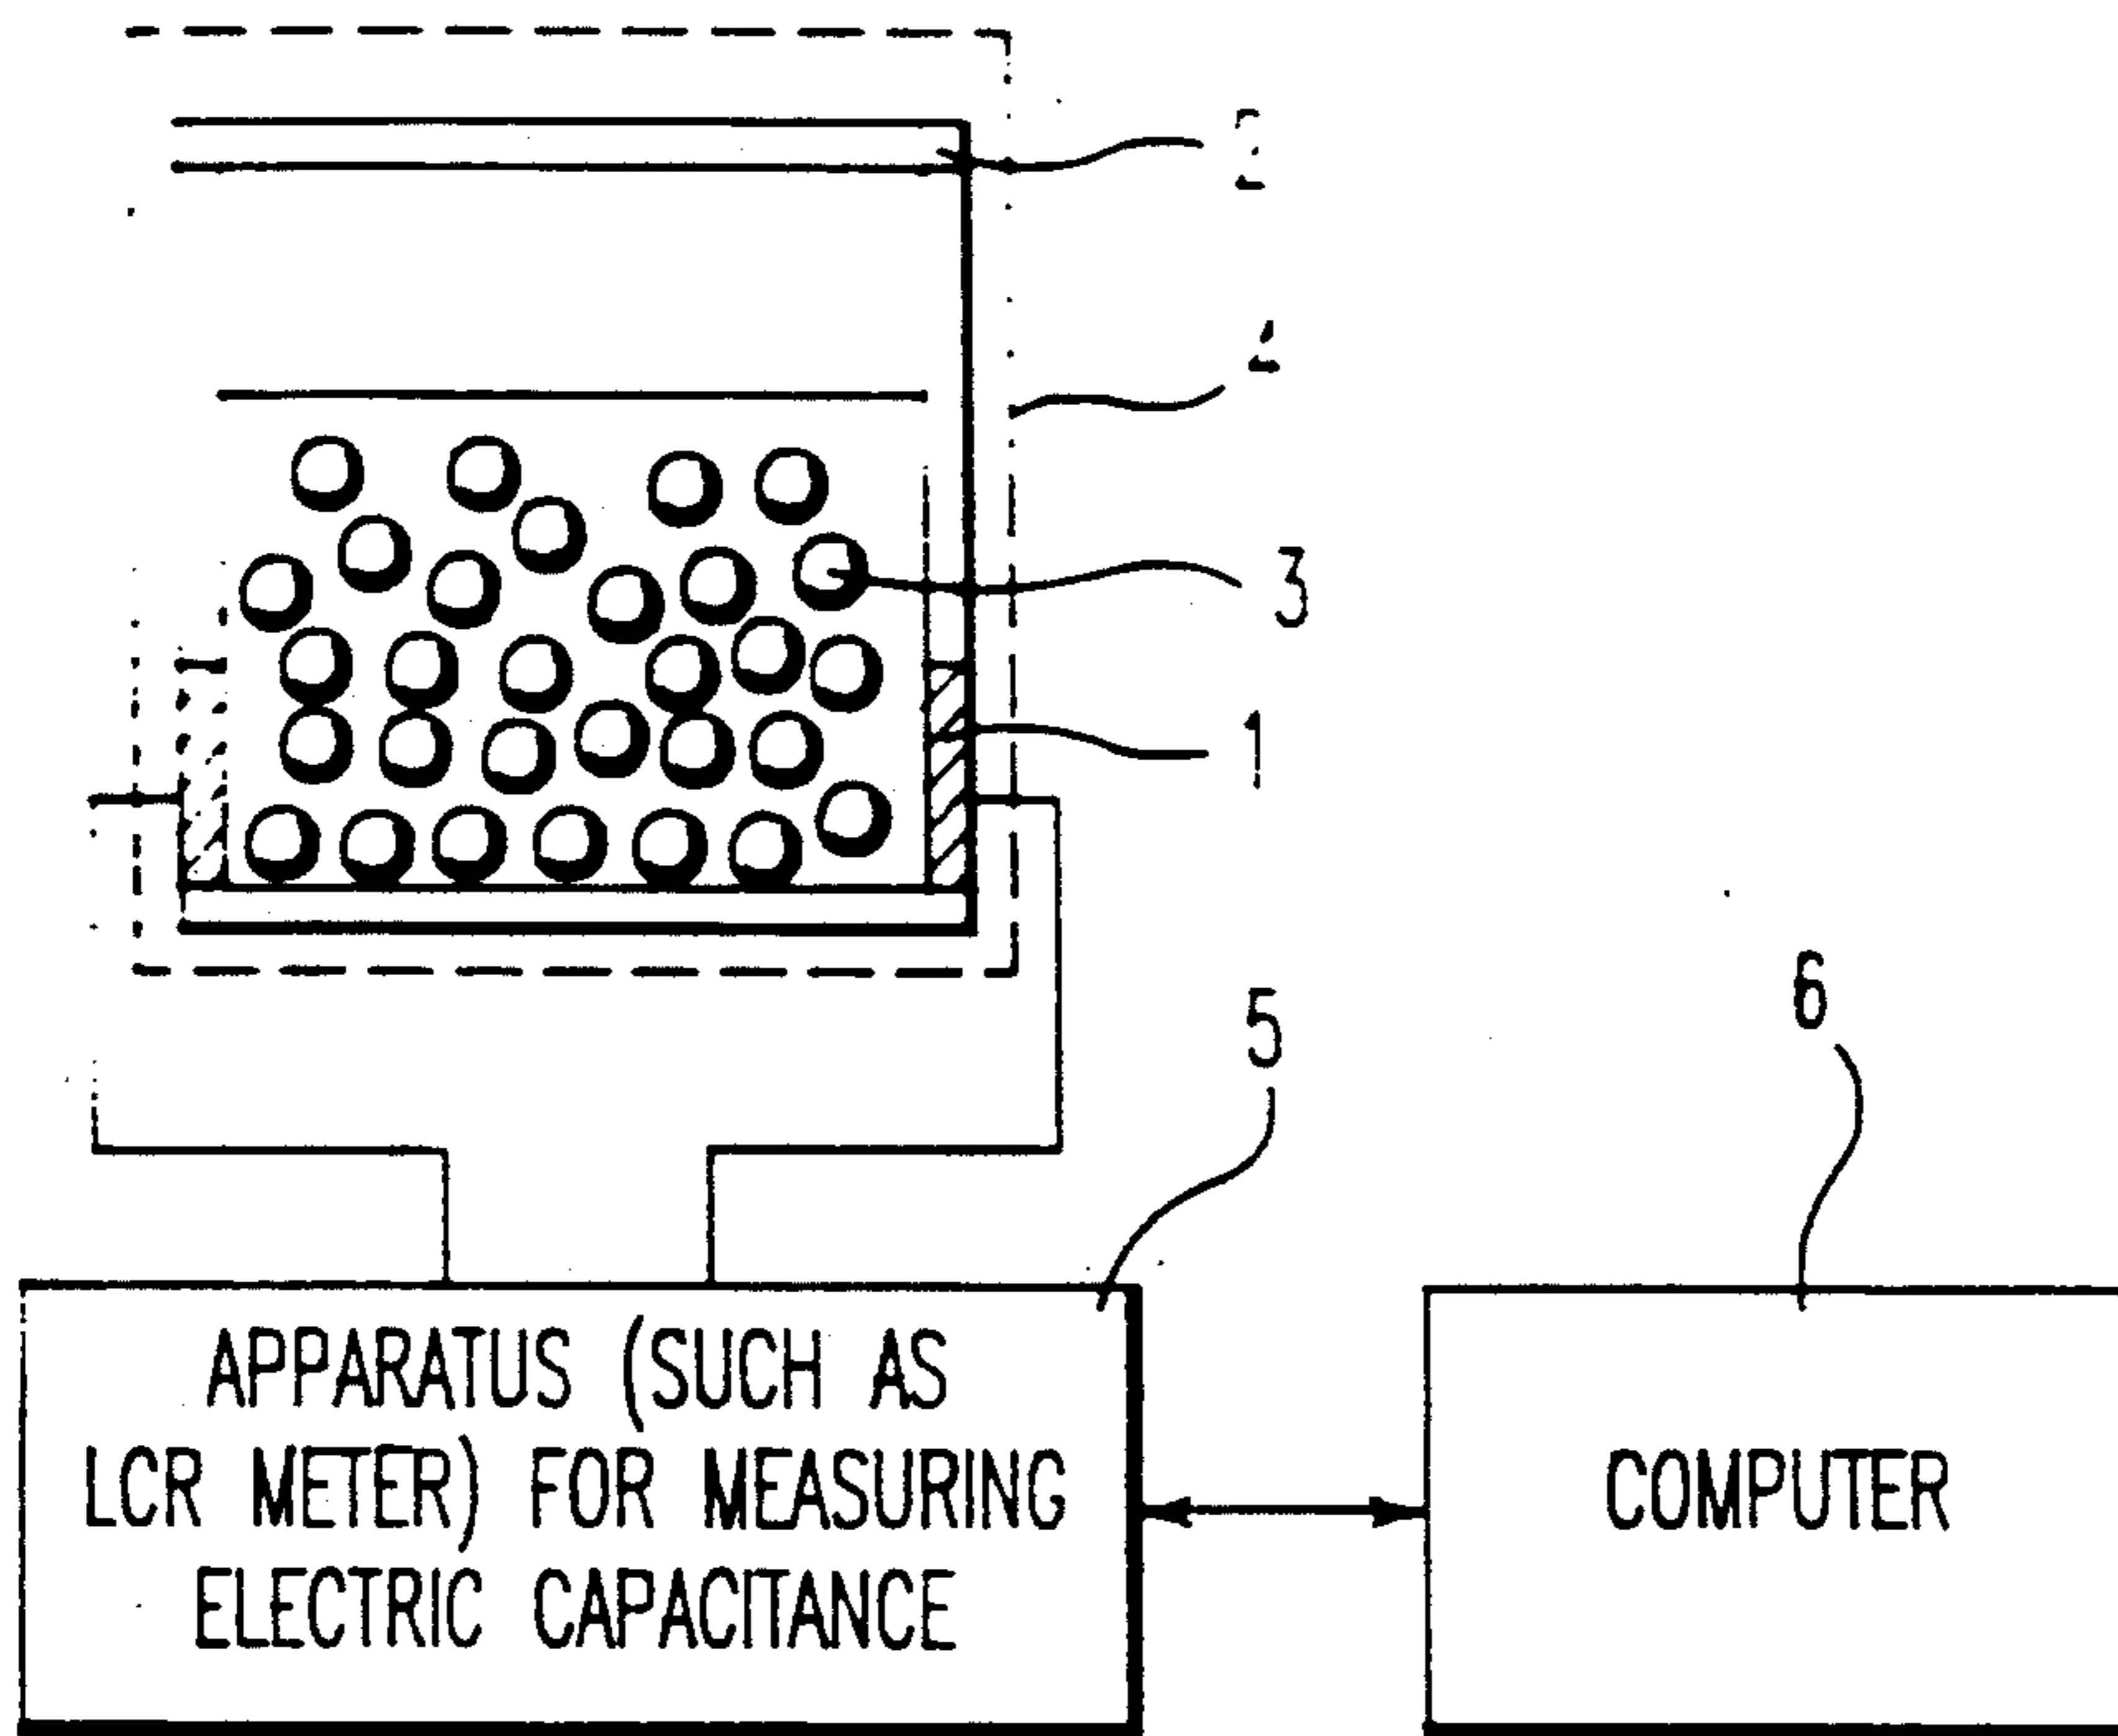 2
4
3
1
5
6
APPARATUS (SUCH AS
LCR METER) FOR MEASURING
ELECTRIC CAPACITANCE
COMPUTER